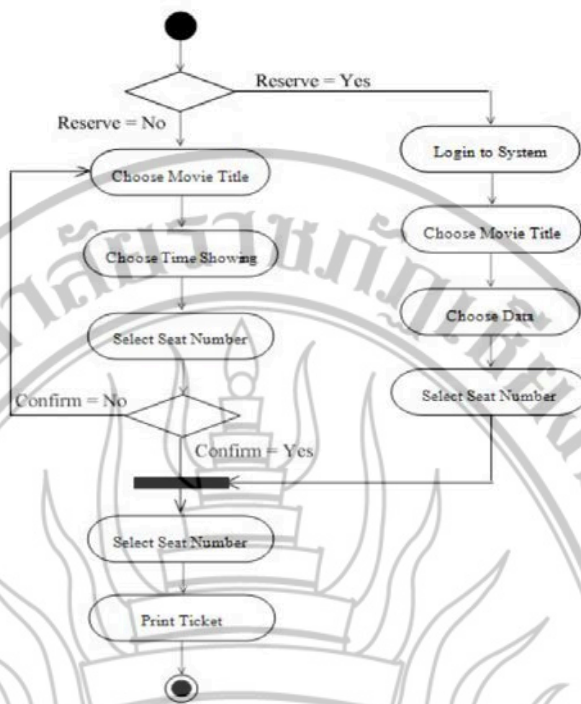 Reserve = Yes
Reserve = No
Login to System
Choose Movie Title
Choose Movie Title
Choose Time Showing
Choose Data
Select Seat Number
Select Seat Number
Confirm = No
Confirm = Yes
Select Seat Number
Print Ticket